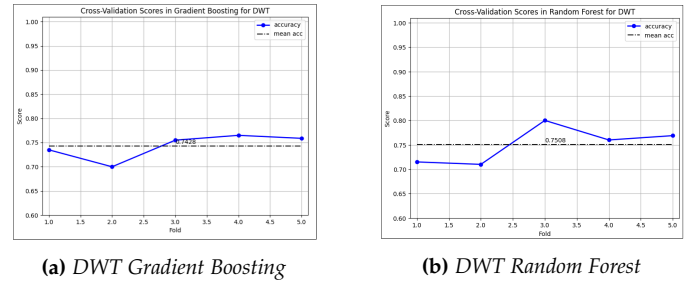 Cross-Validation Scores in Gradient Boosting for DWT
accuracy
mean acc
1.00
0.95
0.90
0.85
0.80
0.75
0.70
0.65
0.60
Score
0.7428
1.0 1.5 2.0 2.5 3.0 3.5 4.0 4.5 5.0
Fold
(a) DWT Gradient Boosting
Cross-Validation Scores in Random Forest for DWT
accuracy
mean acc
1.00
0.95
0.90
0.85
0.80
0.75
0.70
0.65
0.60
Score
0.7508
1.0 1.5 2.0 2.5 3.0 3.5 4.0 4.5 5.0
Fold
(b) DWT Random Forest